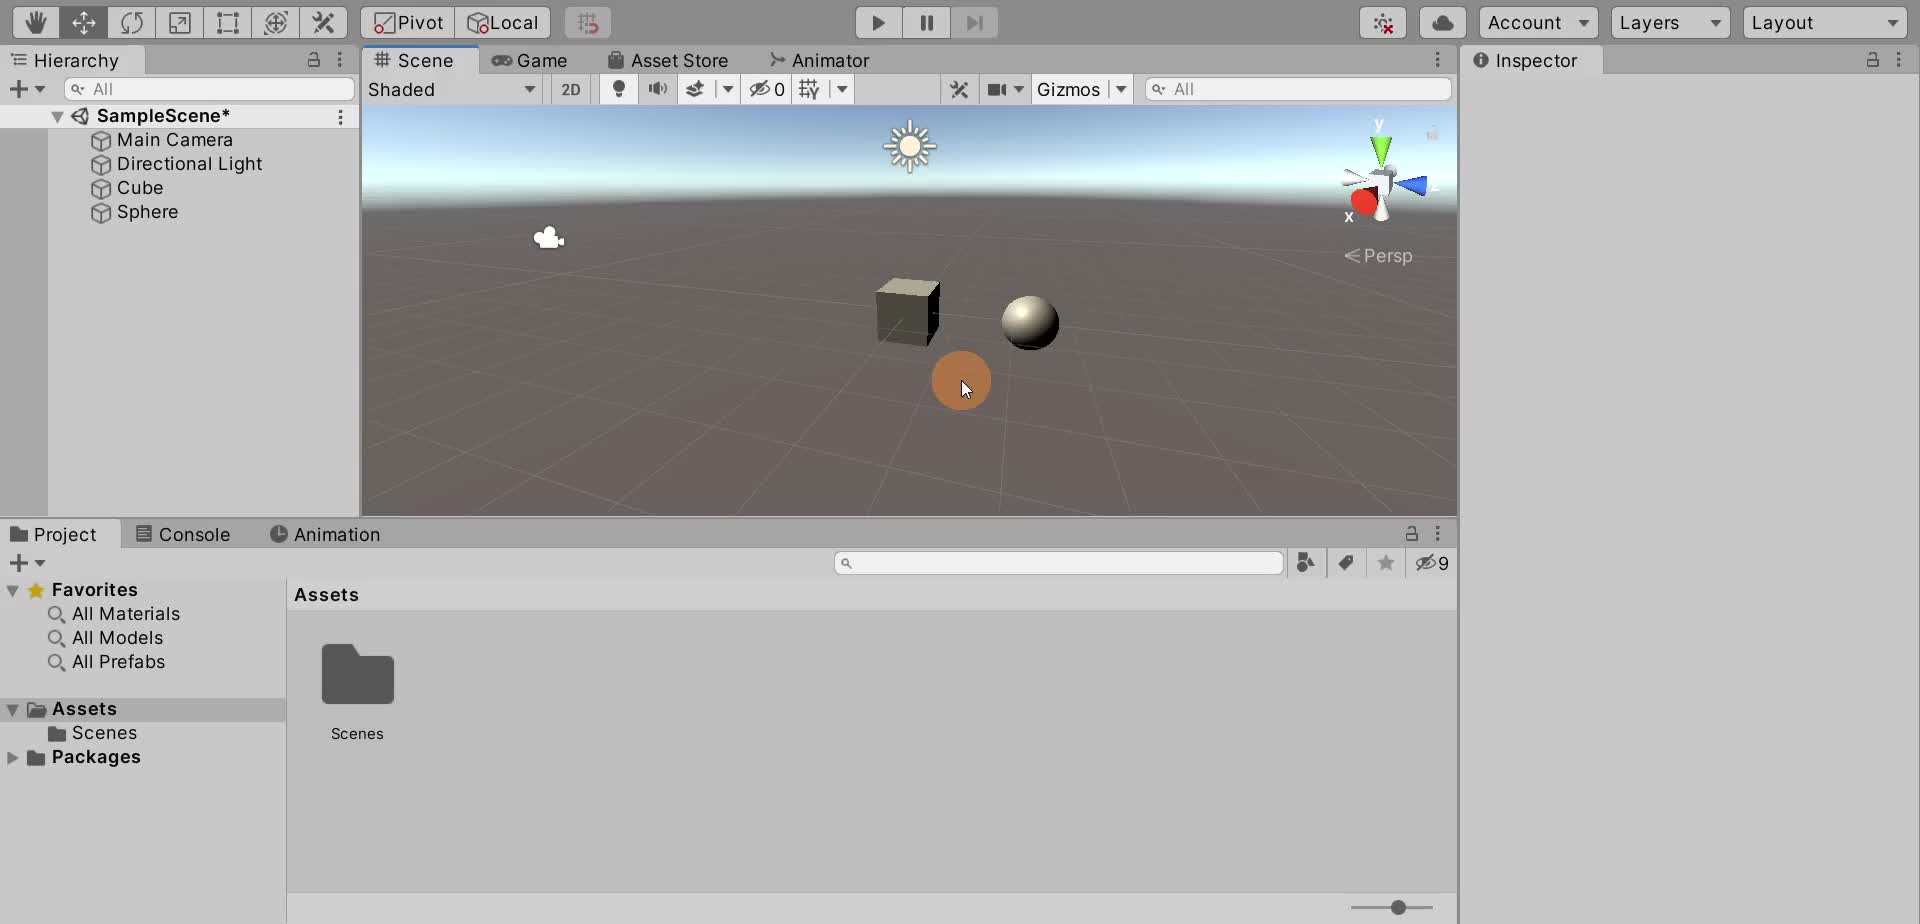 Pivot Local Account Layers Layout
Hierarchy Scene Game Asset Store Animator Inspector
All Shaded 2D 0 Gizmos All
SampleScene*
Main Camera
Directional Light
Cube
Sphere
y
z
x
Persp
Project Console Animation
9
Favorites
All Materials
All Models
All Prefabs
Assets
Scenes
Packages
Assets
Scenes